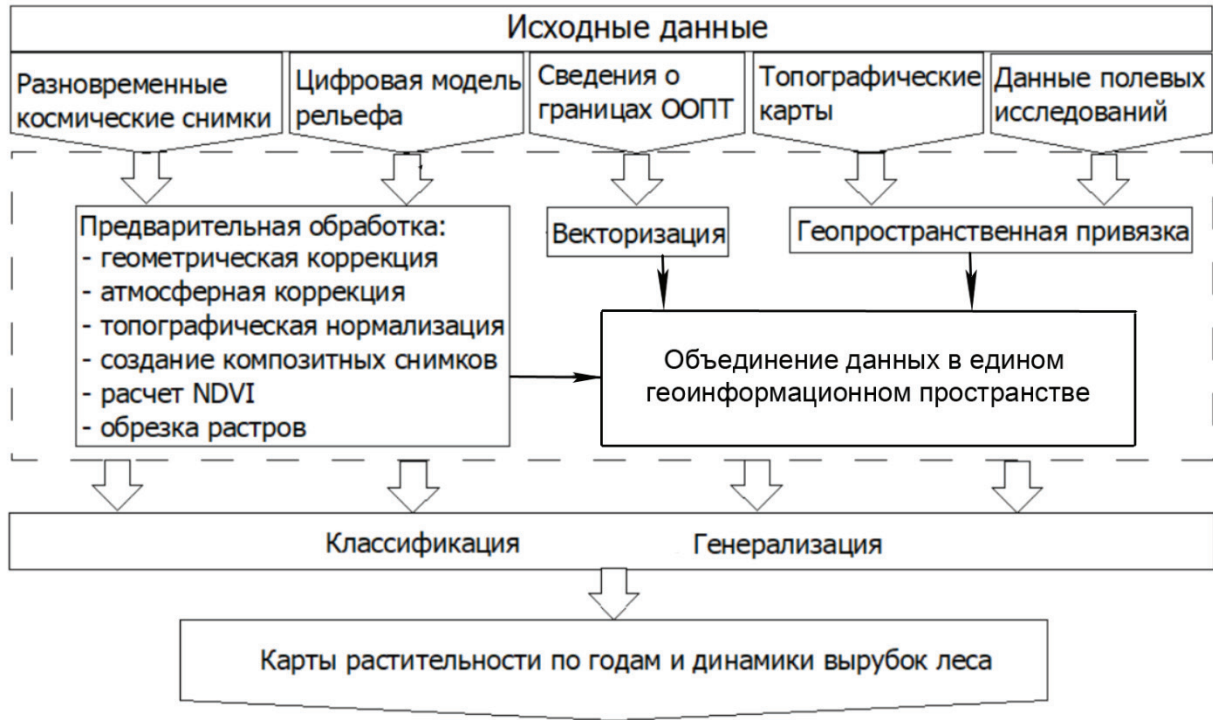 Исходные данные
Разновременные
космические снимки
Цифровая модель
рельефа
Сведения о
границах ООПТ
Топографические
карты
Данные полевых
исследований
Предварительная обработка:
- геометрическая коррекция
- атмосферная коррекция
- топографическая нормализация
- создание композитных снимков
- расчет NDVI
- обрезка растров
Векторизация
Геопространственная привязка
Объединение данных в едином
геоинформационном пространстве
Классификация
Генерализация
Карты растительности по годам и динамики вырубок леса